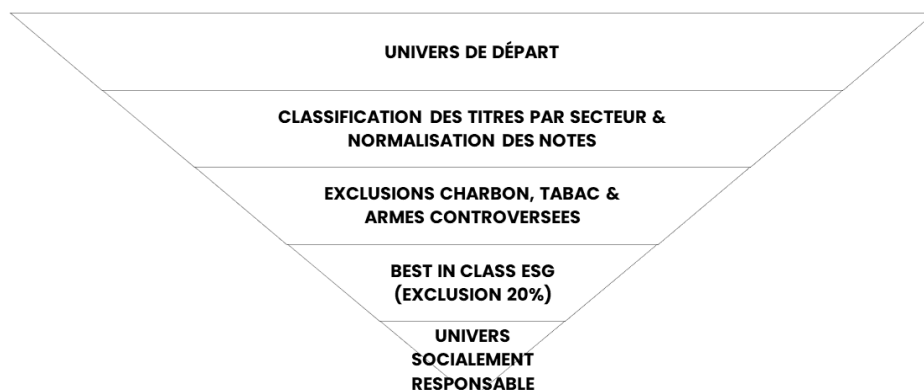 UNIVERS DE DÉPART
CLASSIFICATION DES TITRES PAR SECTEUR &
NORMALISATION DES NOTES
EXCLUSIONS CHARBON, TABAC &
ARMES CONTROVERSEES
BEST IN CLASS ESG
(EXCLUSION 20%)
UNIVERS
SOCIALEMENT
RESPONSABLE